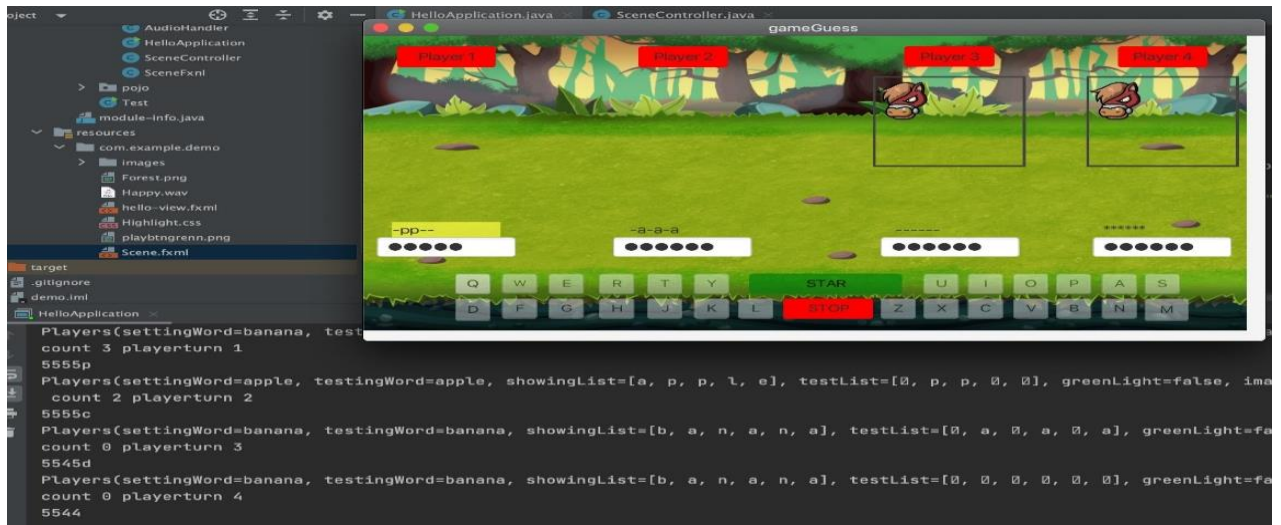 oject
HelloApplication.java
SceneController.java
AudioHandler
HelloApplication
SceneController
SceneFxnl
pojo
Test
module-info.java
resources
com.example.demo
images
Forest.png
Happy.wav
hello-view.fxml
Highlight.css
playbtngrenn.png
Scene.fxml
target
.gitignore
demo.iml
gameGuess
Player 1 Player 2 Player 3 Player 4
-pp-- -a-a-a ------ ******
●●●●● ●●●●●● ●●●●●● ●●●●●●
Q W E R T Y STAR U I O P A S
D F G H J K L STOP Z X C V B N M
HelloApplication
Players(settingWord=banana, test
count 3 playerturn 1
5555p
Players(settingWord=apple, testingWord=apple, showingList=[a, p, p, l, e], testList=[0, p, p, 0, 0], greenLight=false, ima
count 2 playerturn 2
5555c
Players(settingWord=banana, testingWord=banana, showingList=[b, a, n, a, n, a], testList=[0, a, 0, a, 0, a], greenLight=fa
count 0 playerturn 3
5545d
Players(settingWord=banana, testingWord=banana, showingList=[b, a, n, a, n, a], testList=[0, 0, 0, 0, 0, 0], greenLight=fa
count 0 playerturn 4
5544